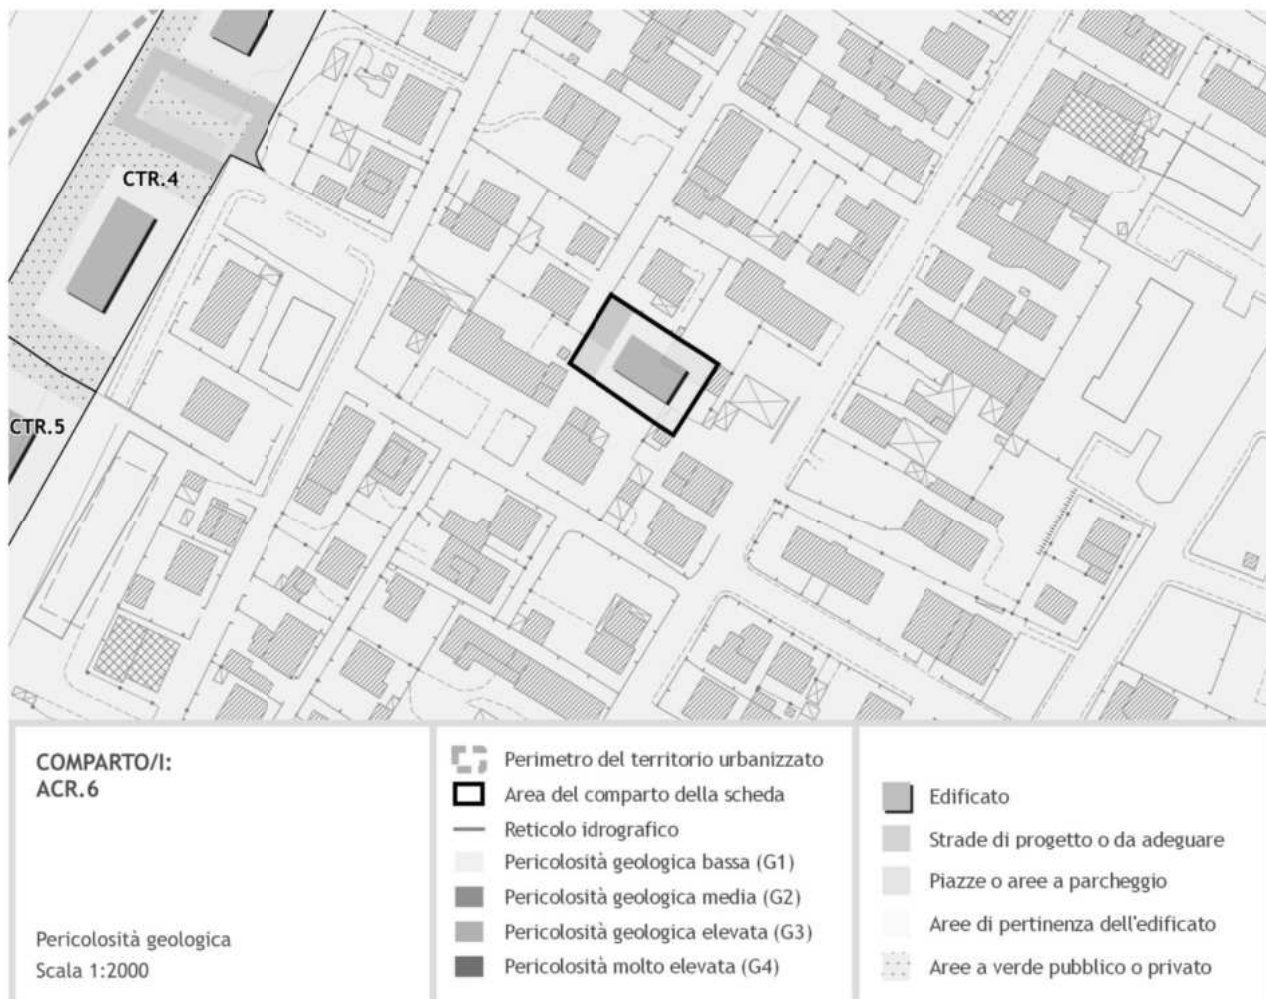 CTR.4
CTR.5
COMPARTO/I:
ACR.6
Pericolosità geologica
Scala 1:2000
Perimetro del territorio urbanizzato
Area del comparto della scheda
Reticolo idrografico
Pericolosità geologica bassa (G1)
Pericolosità geologica media (G2)
Pericolosità geologica elevata (G3)
Pericolosità molto elevata (G4)
Edificato
Strade di progetto o da adeguare
Piazze o aree a parcheggio
Aree di pertinenza dell'edificato
Aree a verde pubblico o privato